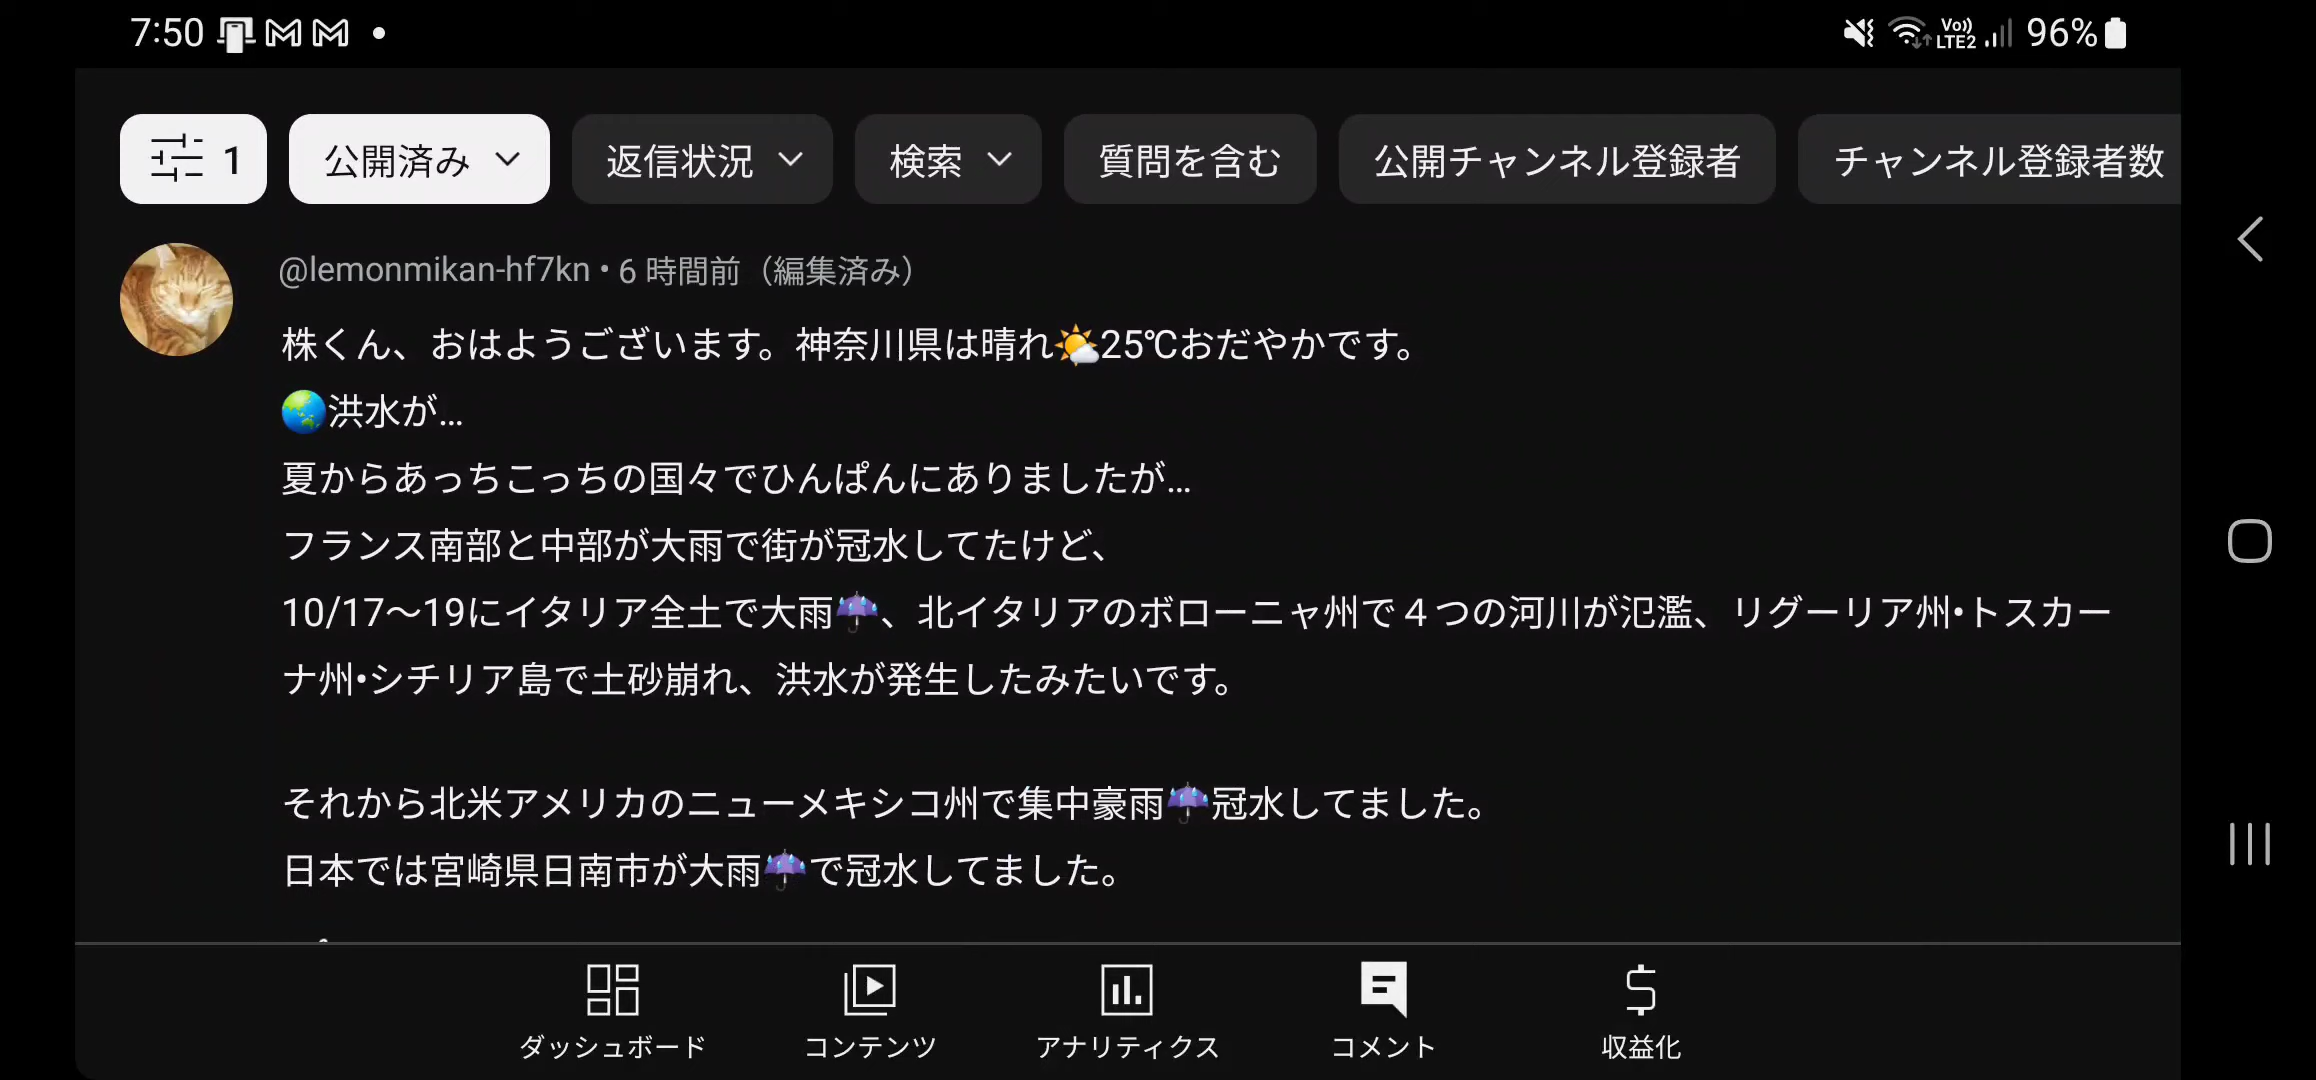 7:50
Vo)) LTE2 96%
1 公開済み 返信状況 検索 質問を含む 公開チャンネル登録者 チャンネル登録者数
@lemonmikan-hf7kn • 6 時間前（編集済み）
株くん、おはようございます。神奈川県は晴れ🌤️25℃おだやかです。
🌏洪水が...
夏からあっちこっちの国々でひんぱんにありましたが...
フランス南部と中部が大雨で街が冠水してたけど、
10/17〜19にイタリア全土で大雨☔、北イタリアのボローニャ州で４つの河川が氾濫、リグーリア州•トスカー
ナ州•シチリア島で土砂崩れ、洪水が発生したみたいです。
それから北米アメリカのニューメキシコ州で集中豪雨☔冠水してました。
日本では宮崎県日南市が大雨☔で冠水してました。
ダッシュボード コンテンツ アナリティクス コメント 収益化